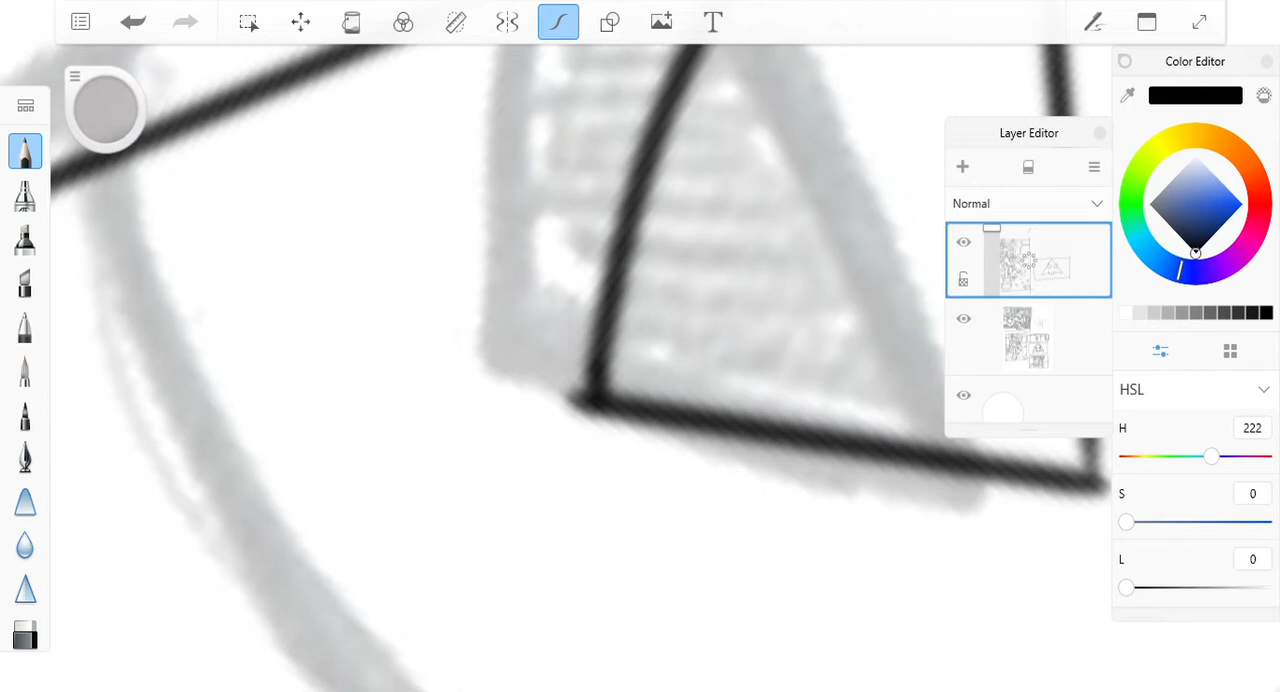 T
Color Editor
Layer Editor
Normal
HSL
H 222
S 0
L 0